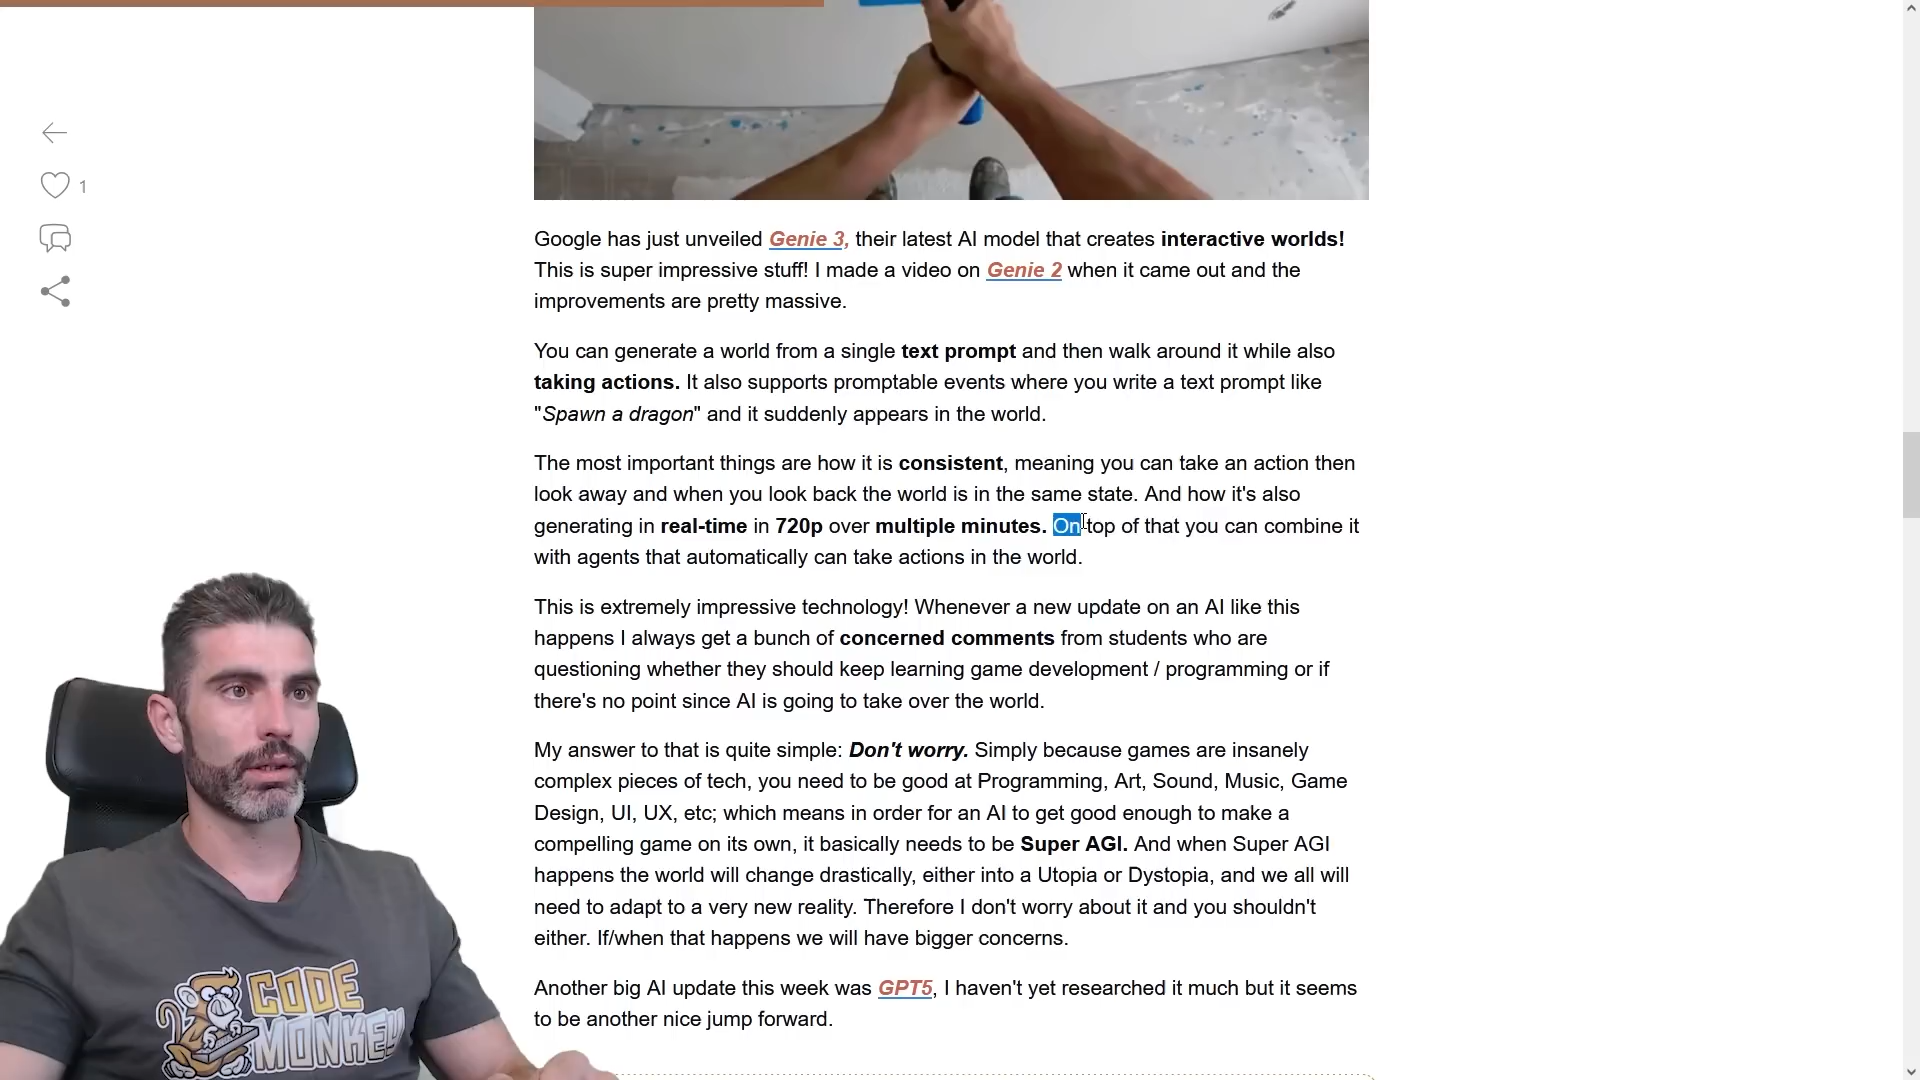 1
Google has just unveiled Genie 3, their latest AI model that creates interactive worlds!
This is super impressive stuff! I made a video on Genie 2 when it came out and the
improvements are pretty massive.
You can generate a world from a single text prompt and then walk around it while also
taking actions. It also supports promptable events where you write a text prompt like
"Spawn a dragon" and it suddenly appears in the world.
The most important things are how it is consistent, meaning you can take an action then
look away and when you look back the world is in the same state. And how it's also
generating in real-time in 720p over multiple minutes. On top of that you can combine it
with agents that automatically can take actions in the world.
This is extremely impressive technology! Whenever a new update on an AI like this
happens I always get a bunch of concerned comments from students who are
questioning whether they should keep learning game development / programming or if
there's no point since AI is going to take over the world.
My answer to that is quite simple: Don't worry. Simply because games are insanely
complex pieces of tech, you need to be good at Programming, Art, Sound, Music, Game
Design, UI, UX, etc; which means in order for an AI to get good enough to make a
compelling game on its own, it basically needs to be Super AGI. And when Super AGI
happens the world will change drastically, either into a Utopia or Dystopia, and we all will
need to adapt to a very new reality. Therefore I don't worry about it and you shouldn't
either. If/when that happens we will have bigger concerns.
Another big AI update this week was GPT5, I haven't yet researched it much but it seems
to be another nice jump forward.
CODE
MONKEY